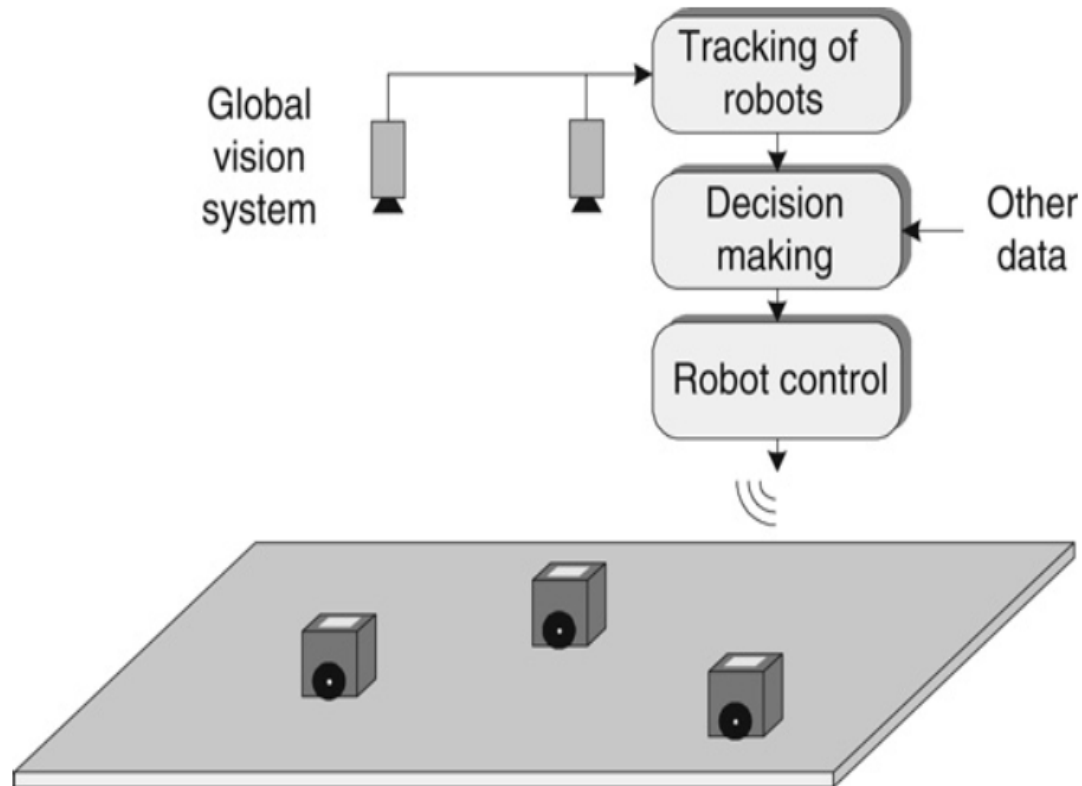 Tracking of
robots
Global
vision
system
Decision
making
Other
data
Robot control